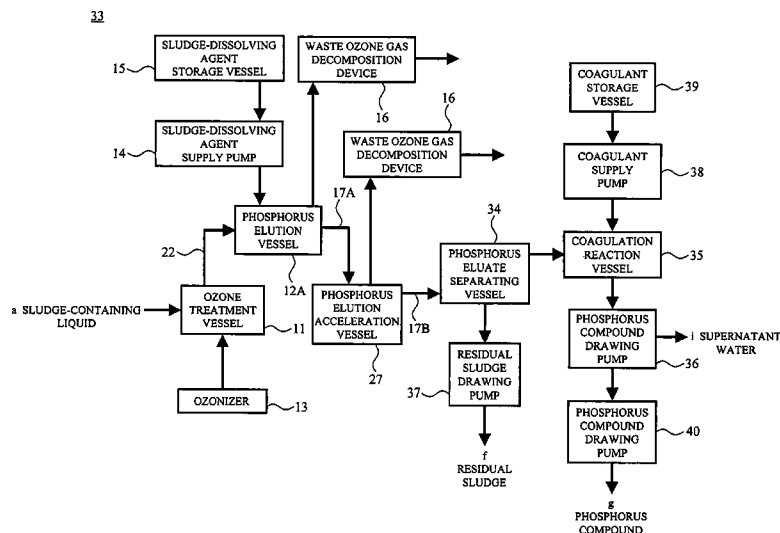 33
SLUDGE-DISSOLVING
AGENT
STORAGE VESSEL
15
WASTE OZONE GAS
DECOMPOSITION
DEVICE
16
COAGULANT
STORAGE
VESSEL
39
SLUDGE-DISSOLVING
AGENT
SUPPLY PUMP
14
WASTE OZONE GAS
DECOMPOSITION
DEVICE
16
COAGULANT
SUPPLY
PUMP
38
PHOSPHORUS
ELUTION
VESSEL
12A
17A
22
34
PHOSPHORUS
ELUATE
SEPARATING
VESSEL
COAGULATION
REACTION
VESSEL
35
a SLUDGE-CONTAINING
LIQUID
OZONE
TREATMENT
VESSEL
11
PHOSPHORUS
ELUTION
ACCELERATION
VESSEL
27
17B
PHOSPHORUS
COMPOUND
DRAWING
PUMP
36
i SUPERNATANT
WATER
RESIDUAL
SLUDGE
DRAWING
PUMP
37
OZONIZER
13
PHOSPHORUS
COMPOUND
DRAWING
PUMP
40
f
RESIDUAL
SLUDGE
g
PHOSPHORUS
COMPOUND